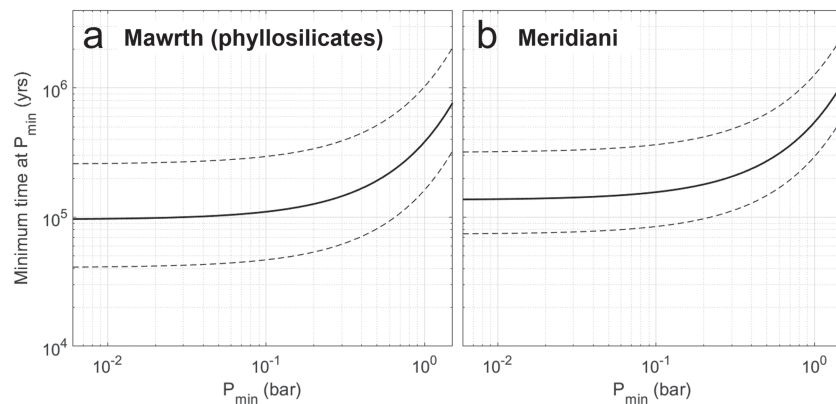 a Mawrth (phyllosilicates)
b Meridiani
Minimum time at P_min (yrs)
10^6
10^5
10^4
10^-2
10^-1
10^0
P_min (bar)
10^-2
10^-1
10^0
P_min (bar)